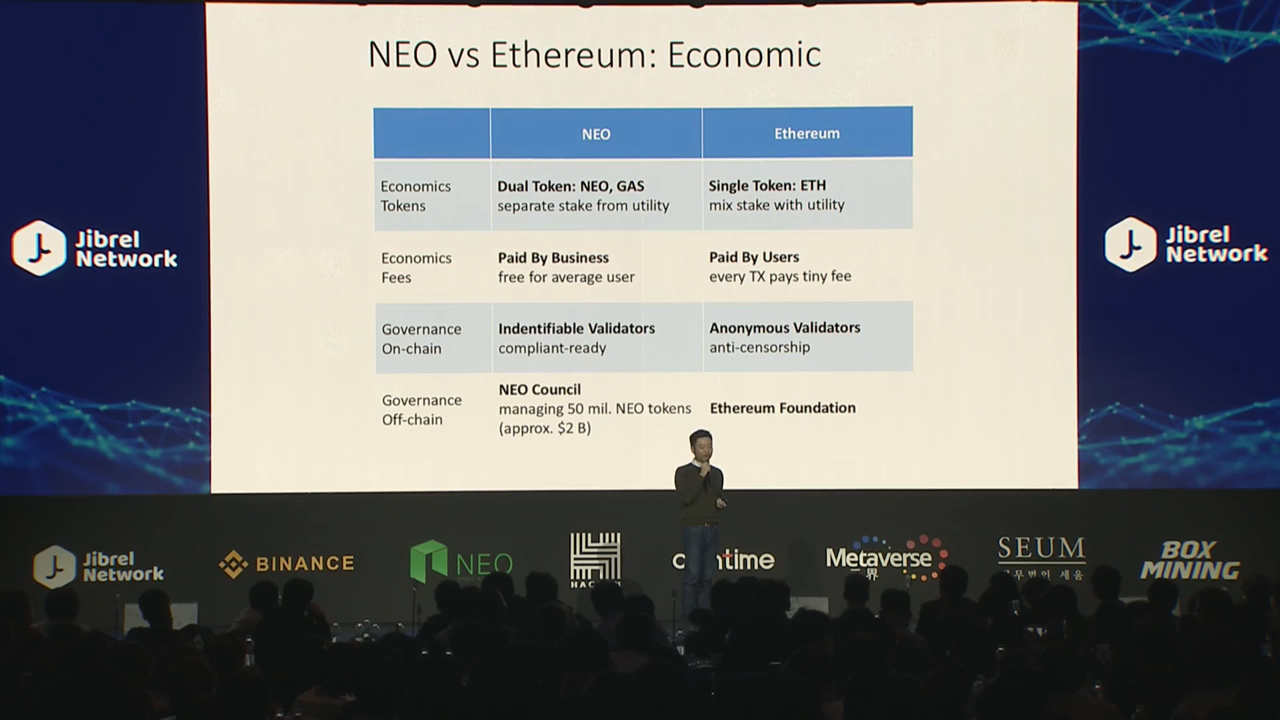 NEO vs Ethereum: Economic
NEO
Ethereum
Economics
Tokens
Dual Token: NEO, GAS
separate stake from utility
Single Token: ETH
mix stake with utility
Economics
Fees
Paid By Business
free for average user
Paid By Users
every TX pays tiny fee
Governance
On-chain
Indentifiable Validators
compliant-ready
Anonymous Validators
anti-censorship
Governance
Off-chain
NEO Council
managing 50 mil. NEO tokens
(approx. $2 B)
Ethereum Foundation
Jibrel
Network
Jibrel
Network
Jibrel
Network
BINANCE
NEO
Metaverse
SEUM
BOX
MINING